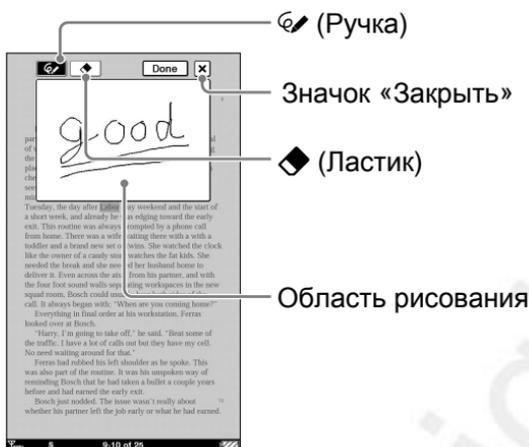 (Ручка)
Done
Значок «Закрыть»
good
(Ластик)
Tuesday, the day after Labor Day weekend and the start of
a short week, and already he was edging toward the early
exit. This routine was always prompted by a phone call
from home. There was a wife waiting there with a
toddler and a brand new set of twins. She watched the clock
like the owner of a candy store watches the fat kids. She
needed the break and she needed her husband home to
deliver it. Even across the aisle from his partner, and with
the four foot sound walls separating workspaces in the new
squad room, Bosch could usually hear both sides of the
call. It always began with: “When are you coming home?”
Область рисования
Everything in final order at his workstation, Ferras
looked over at Bosch.
“Harry, I'm going to take off,” he said. “Beat some of
the traffic. I have a lot of calls out but they have my cell.
No need waiting around for that.”
Ferras had rubbed his left shoulder as he spoke. This
was also part of the routine. It was his unspoken way of
reminding Bosch that he had taken a bullet a couple years
before and had earned the early exit.
Bosch just nodded. The issue wasn't really about
whether his partner left the job early or what he had earned.
S
9-10 of 25